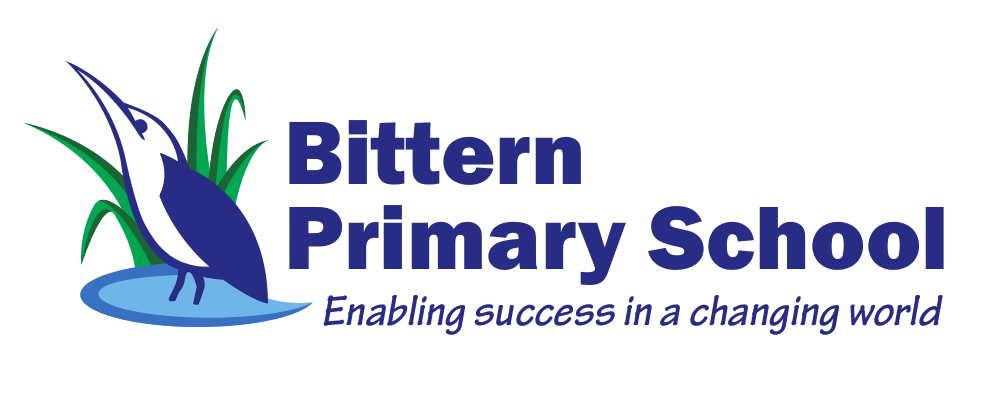 Bittern
Primary School
Enabling success in a changing world